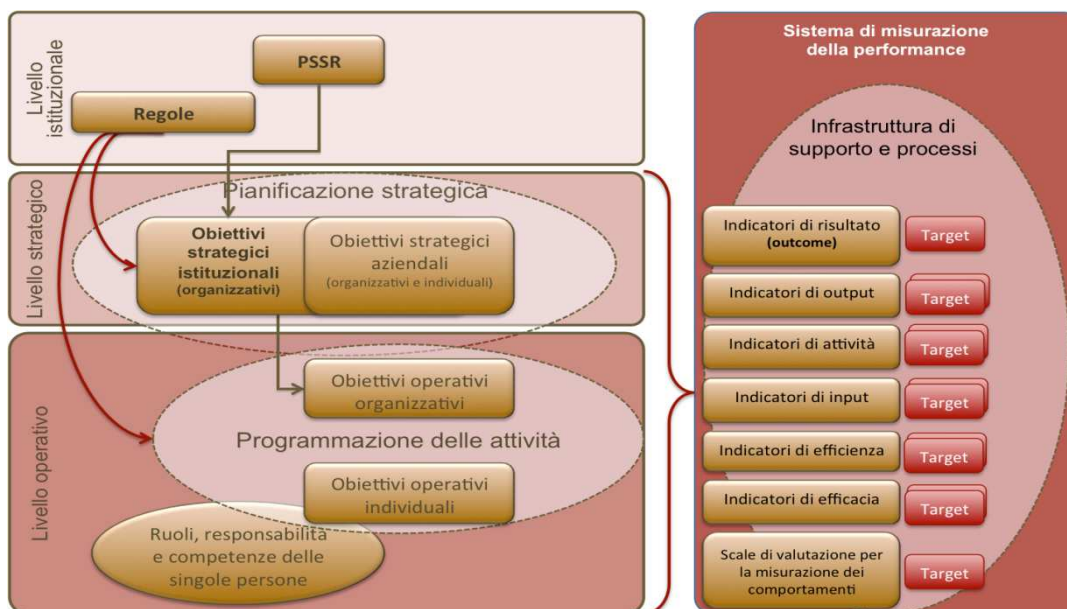 Livello
istituzionale
PSSR
Regole
Livello strategico
Pianificazione strategica
Obiettivi
strategici
istituzionali
(organizzativi)
Obiettivi strategici
aziendali
(organizzativi e individuali)
Livello operativo
Obiettivi operativi
organizzativi
Programmazione delle attività
Obiettivi operativi
individuali
Ruoli, responsabilità
e competenze delle
singole persone
Sistema di misurazione
della performance
Infrastruttura di
supporto e processi
Indicatori di risultato
(outcome)
Target
Indicatori di output
Target
Indicatori di attività
Target
Indicatori di input
Target
Indicatori di efficienza
Target
Indicatori di efficacia
Target
Scale di valutazione per
la misurazione dei
comportamenti
Target